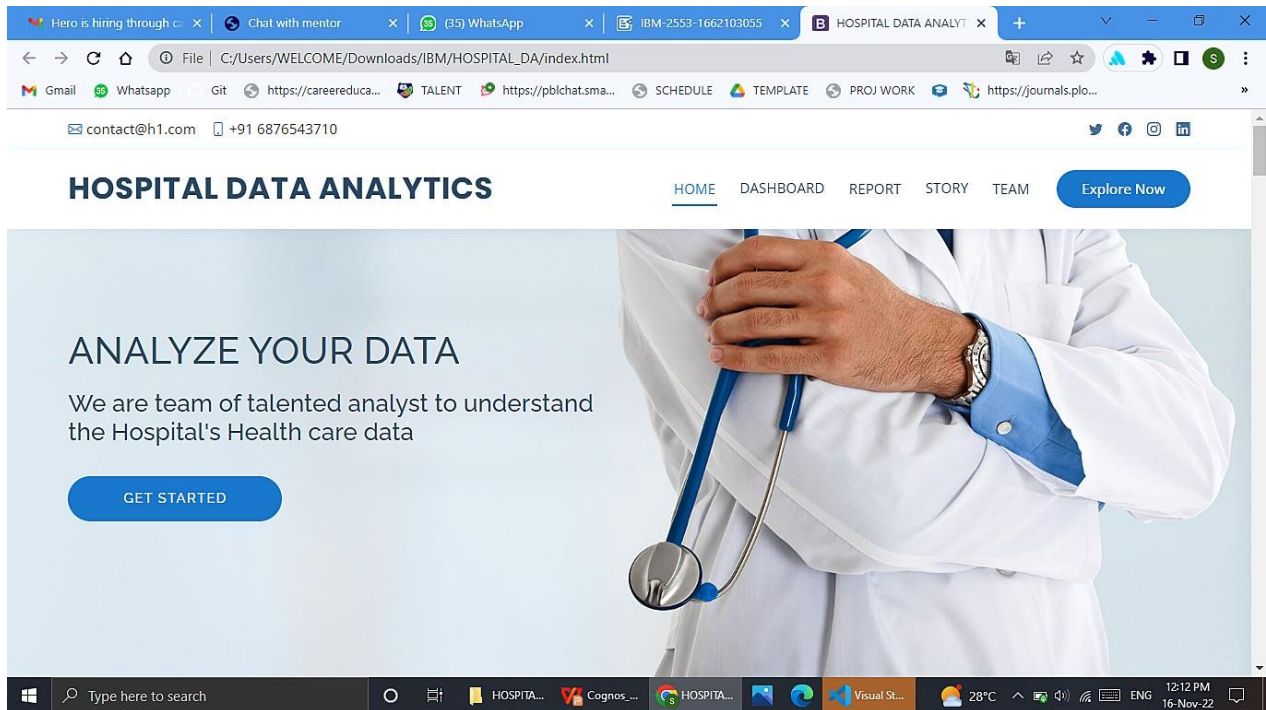 Hero is hiring through ca
Chat with mentor
(35) WhatsApp
IBM-2553-1662103055
HOSPITAL DATA ANALYT
File | C:/Users/WELCOME/Downloads/IBM/HOSPITAL_DA/index.html
S
Gmail 35 Whatsapp Git https://careereduca... TALENT https://pblchat.sma... SCHEDULE TEMPLATE PROJ WORK https://journals.plo... »
contact@h1.com +91 6876543710
HOSPITAL DATA ANALYTICS
HOME DASHBOARD REPORT STORY TEAM Explore Now
ANALYZE YOUR DATA
We are team of talented analyst to understand
the Hospital's Health care data
GET STARTED
Type here to search
HOSPITA... Cognos_... HOSPITA... Visual St... 28°C ENG
12:12 PM
16-Nov-22